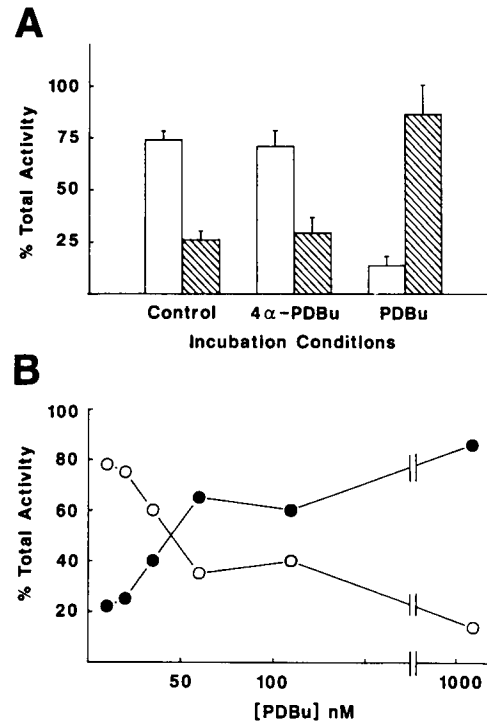 A
% Total Activity
100
75
50
25
Control 4α-PDBu PDBu
Incubation Conditions
B
% Total Activity
100
80
60
40
20
50 100 1000
[PDBu] nM